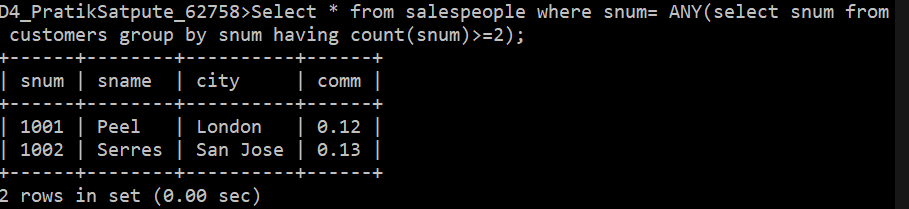 D4_PratikSatpute_62758>Select * from salespeople where snum= ANY(select snum from
 customers group by snum having count(snum)>=2);
+------+--------+----------+------+
| snum | sname  | city     | comm |
+------+--------+----------+------+
| 1001 | Peel   | London   | 0.12 |
| 1002 | Serres | San Jose | 0.13 |
+------+--------+----------+------+
2 rows in set (0.00 sec)